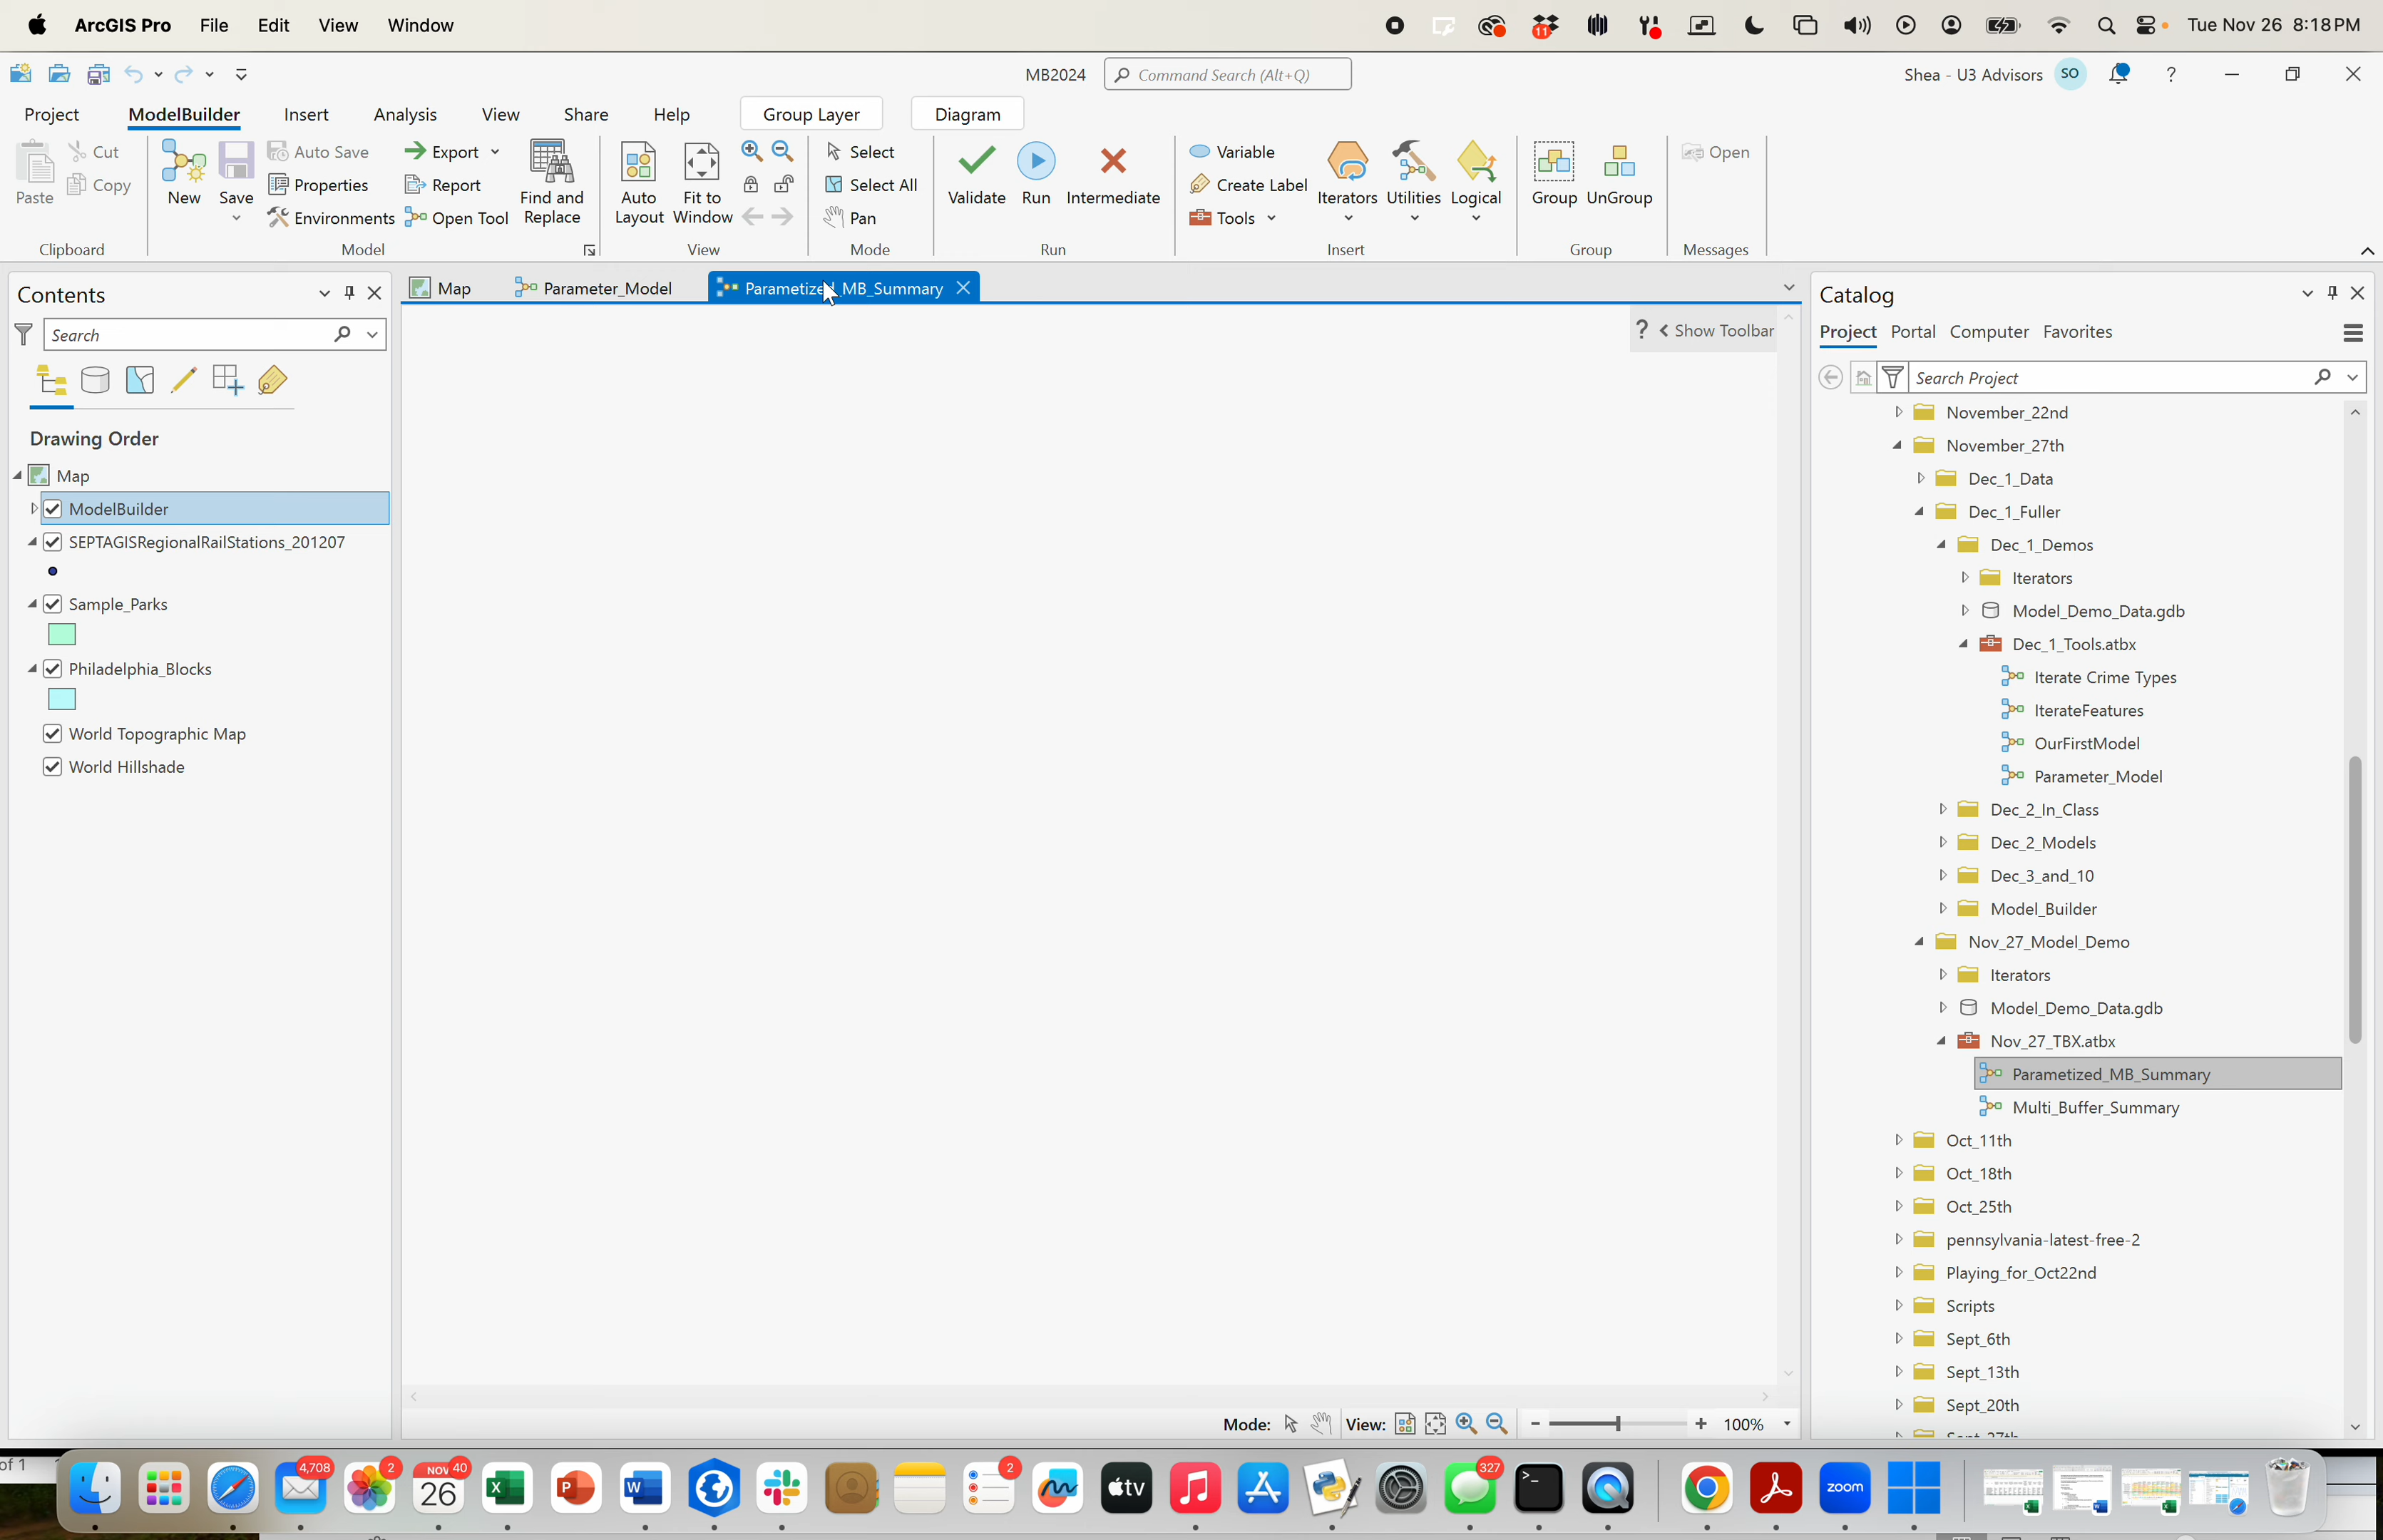 ArcGIS Pro File Edit View Window
11
Tue Nov 26 8:18 PM
MB2024 Command Search (Alt+Q) Shea - U3 Advisors SO ?
Project ModelBuilder Insert Analysis View Share Help Group Layer Diagram
Paste Cut Copy Clipboard
New Save Auto Save Properties Environments Export Report Open Tool Find and Replace Model
Auto Layout Fit to Window View
Select Select All Pan Mode
Validate Run Intermediate Run
Variable Create Label Tools Iterators Utilities Logical Insert
Group UnGroup Group
Open Messages
Contents
Search
Drawing Order
Map
ModelBuilder
SEPTAGISRegionalRailStations_201207
Sample_Parks
Philadelphia_Blocks
World Topographic Map
World Hillshade
Map Parameter_Model Parametized_MB_Summary
? < Show Toolbar
Mode: View: 100%
Catalog
Project Portal Computer Favorites
Search Project
November_22nd
November_27th
Dec_1_Data
Dec_1_Fuller
Dec_1_Demos
Iterators
Model_Demo_Data.gdb
Dec_1_Tools.atbx
Iterate Crime Types
IterateFeatures
OurFirstModel
Parameter_Model
Dec_2_In_Class
Dec_2_Models
Dec_3_and_10
Model_Builder
Nov_27_Model_Demo
Iterators
Model_Demo_Data.gdb
Nov_27_TBX.atbx
Parametized_MB_Summary
Multi_Buffer_Summary
Oct_11th
Oct_18th
Oct_25th
pennsylvania-latest-free-2
Playing_for_Oct22nd
Scripts
Sept_6th
Sept_13th
Sept_20th
Sept_27th
of 1
4,708 2 NOV 40 26 2 tv 327 zoom